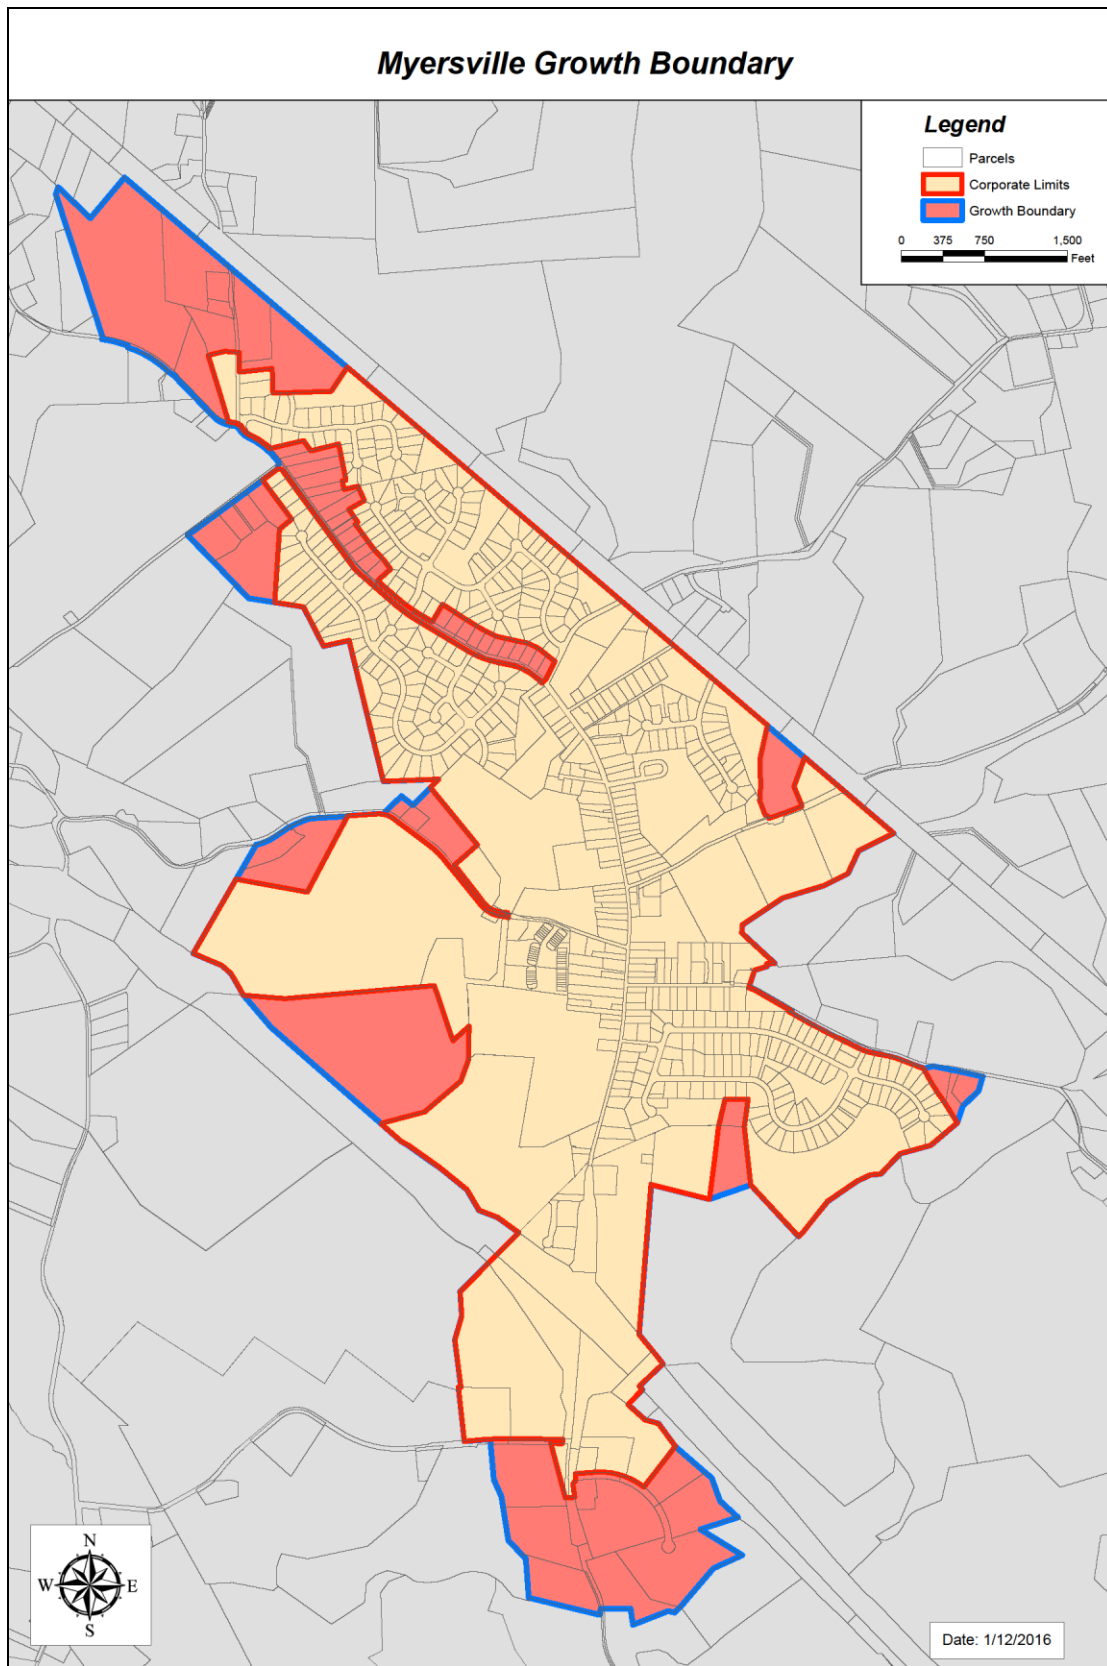 Myersville Growth Boundary
Legend
Parcels
Corporate Limits
Growth Boundary
0 375 750 1,500
Feet
N
W E
S
Date: 1/12/2016